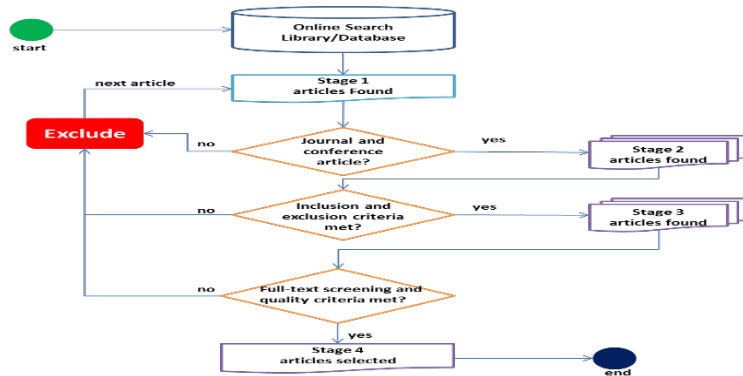 Online Search
Library/Database
start
next article
Stage 1
articles Found
Exclude
no
Journal and
conference
article?
yes
Stage 2
articles found
no
Inclusion and
exclusion criteria
met?
yes
Stage 3
articles found
no
Full-text screening and
quality criteria met?
yes
Stage 4
articles selected
end